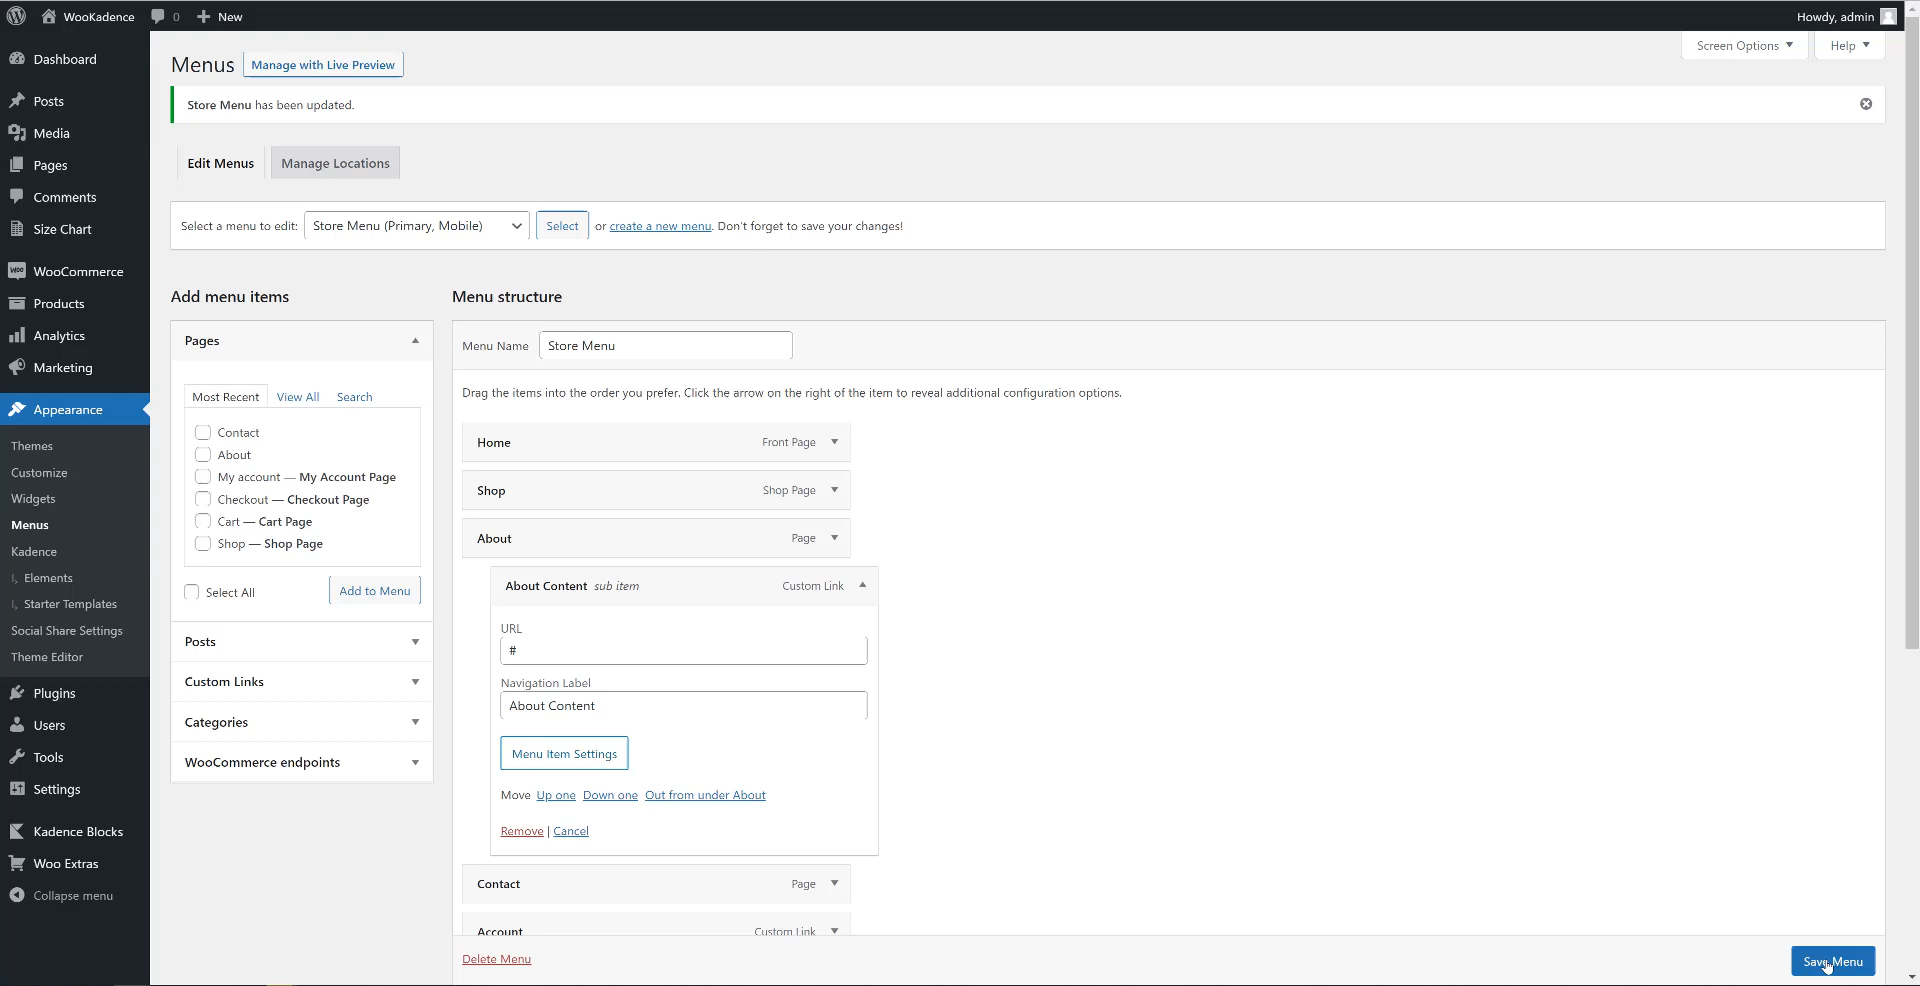 WooKadence 0 New Howdy, admin
Screen Options Help
Dashboard
Posts
Media
Pages
Comments
Size Chart
WooCommerce
Products
Analytics
Marketing
Appearance
Themes
Customize
Widgets
Menus
Kadence
Elements
Starter Templates
Social Share Settings
Theme Editor
Plugins
Users
Tools
Settings
Kadence Blocks
Woo Extras
Collapse menu
Menus Manage with Live Preview
Store Menu has been updated.
Edit Menus Manage Locations
Select a menu to edit: Store Menu (Primary, Mobile) Select or create a new menu. Don't forget to save your changes!
Add menu items
Pages
Most Recent View All Search
Contact
About
My account — My Account Page
Checkout — Checkout Page
Cart — Cart Page
Shop — Shop Page
Select All Add to Menu
Posts
Custom Links
Categories
WooCommerce endpoints
Menu structure
Menu Name Store Menu
Drag the items into the order you prefer. Click the arrow on the right of the item to reveal additional configuration options.
Home Front Page
Shop Shop Page
About Page
About Content sub item Custom Link
URL
#
Navigation Label
About Content
Menu Item Settings
Move Up one Down one Out from under About
Remove | Cancel
Contact Page
Account Custom Link
Delete Menu Save Menu